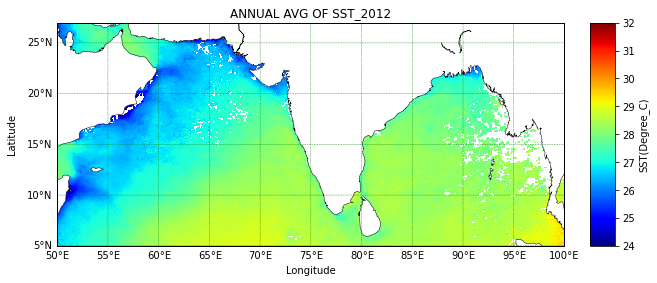 ANNUAL AVG OF SST_2012
25°N
20°N
15°N
10°N
5°N
Latitude
50°E 55°E 60°E 65°E 70°E 75°E 80°E 85°E 90°E 95°E 100°E
Longitude
32
31
30
29
28
27
26
25
24
SST(Degree_C)